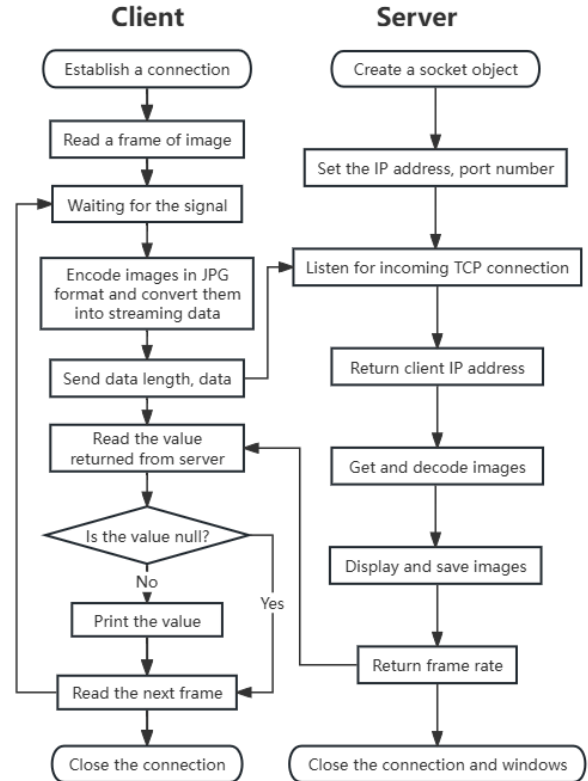 Client
Server
Establish a connection
Create a socket object
Read a frame of image
Set the IP address, port number
Waiting for the signal
Encode images in JPG
format and convert them
into streaming data
Listen for incoming TCP connection
Send data length, data
Return client IP address
Read the value
returned from server
Get and decode images
Is the value null?
Display and save images
No
Yes
Print the value
Return frame rate
Read the next frame
Close the connection
Close the connection and windows